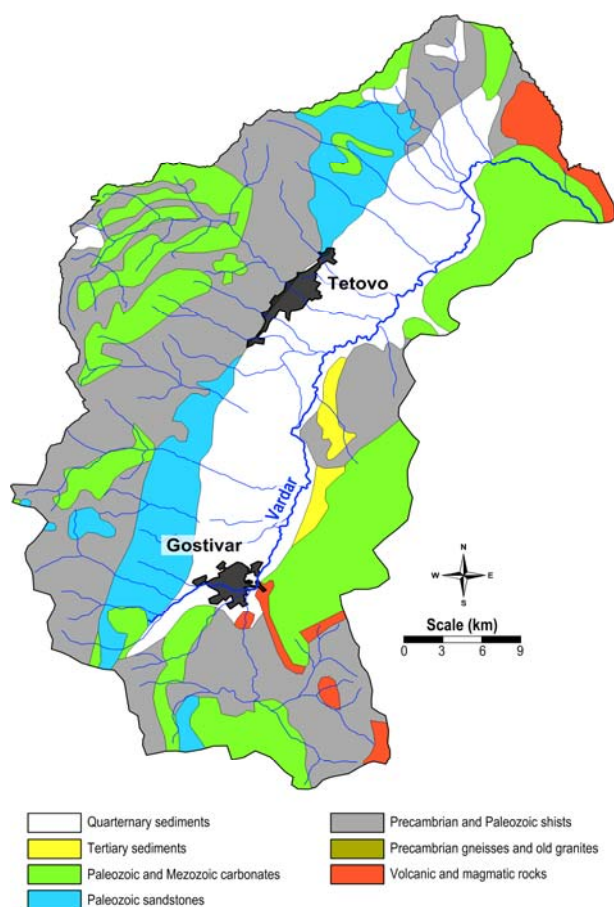 Tetovo
Vardar
Gostivar
N
W E
S
Scale (km)
0 3 6 9
Quarternary sediments
Tertiary sediments
Paleozoic and Mezozoic carbonates
Paleozoic sandstones
Precambrian and Paleozoic shists
Precambrian gneisses and old granites
Volcanic and magmatic rocks